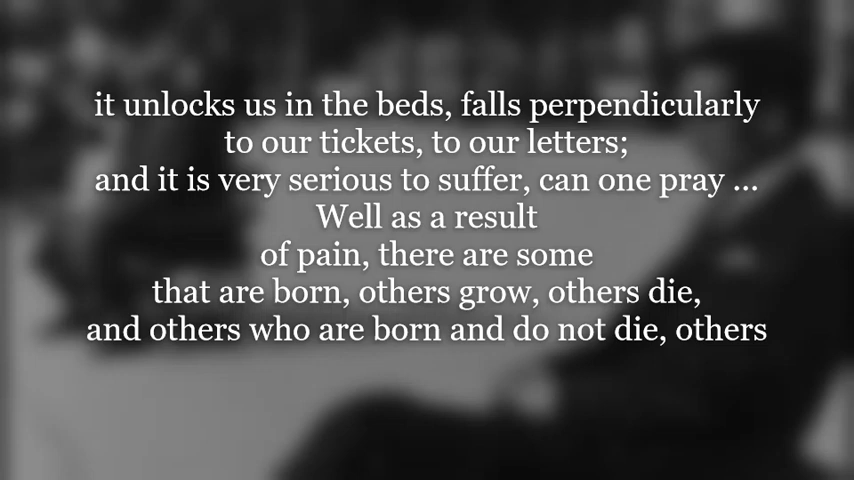 it unlocks us in the beds, falls perpendicularly
to our tickets, to our letters;
and it is very serious to suffer, can one pray ...
Well as a result
of pain, there are some
that are born, others grow, others die,
and others who are born and do not die, others